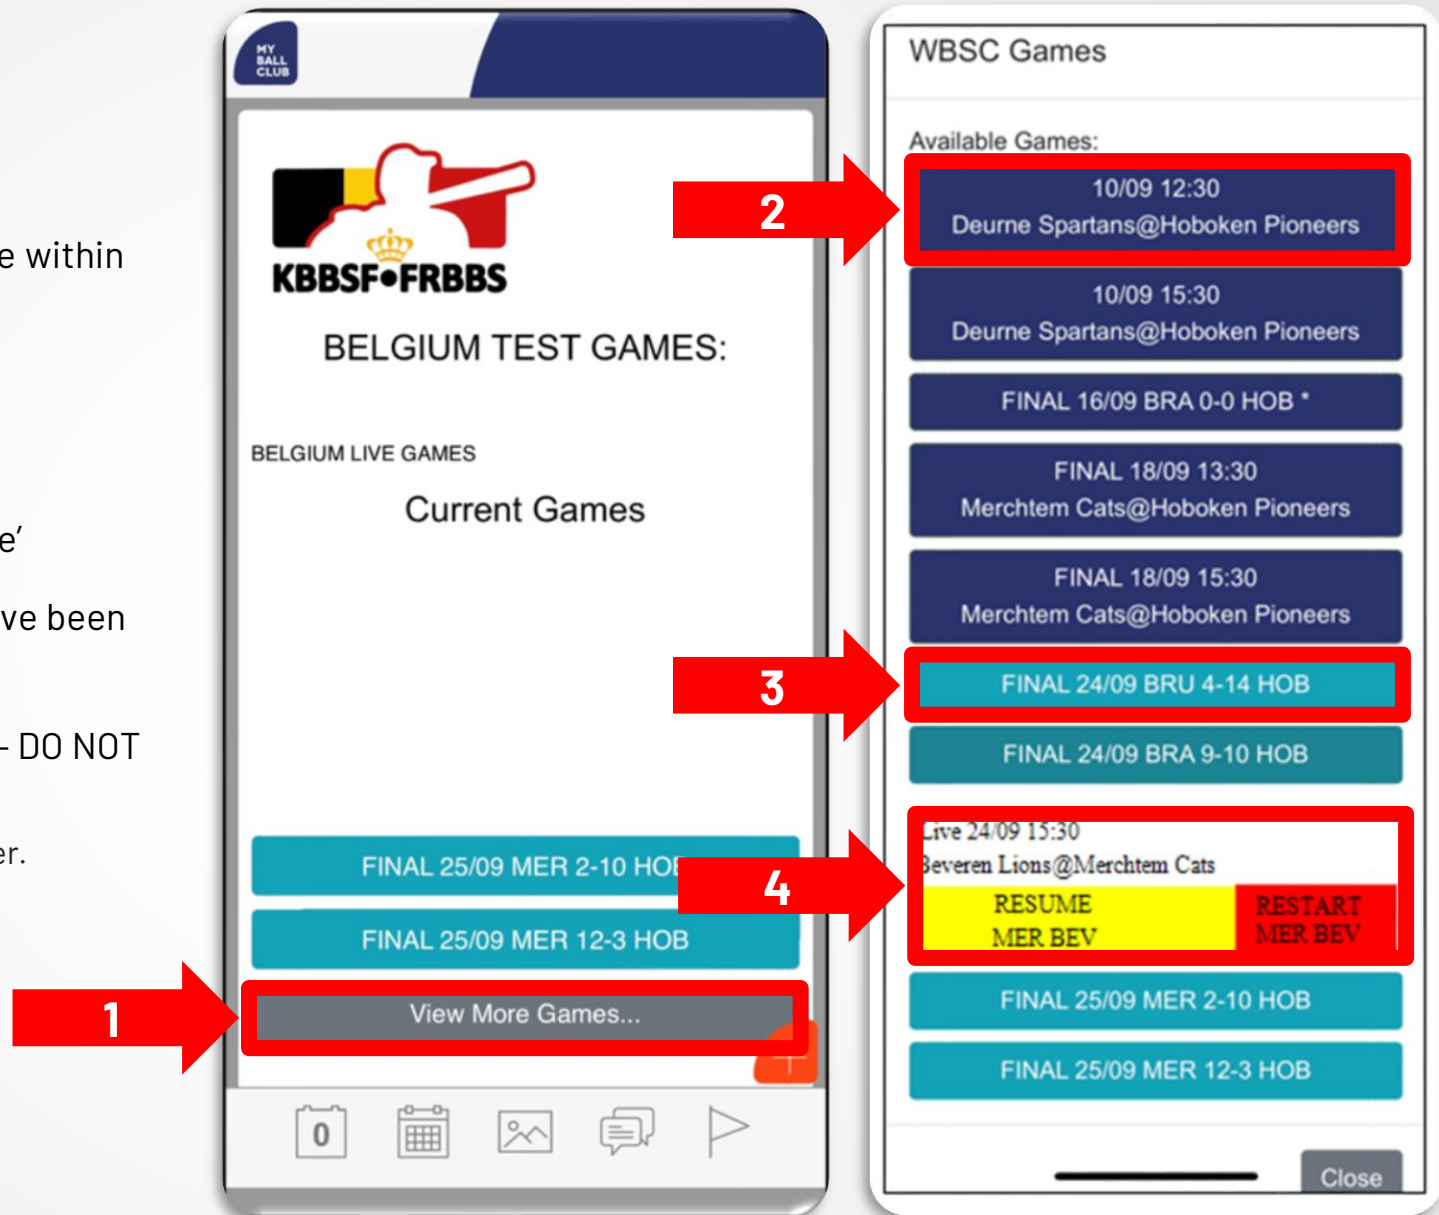 e within
e'
ve been
- DO NOT
er.
1
MY
BALL
CLUB
KBBSF•FRBBS
BELGIUM TEST GAMES:
BELGIUM LIVE GAMES
Current Games
FINAL 25/09 MER 2-10 HOB
FINAL 25/09 MER 12-3 HOB
View More Games...
0
2
3
4
WBSC Games
Available Games:
10/09 12:30
Deurne Spartans@Hoboken Pioneers
10/09 15:30
Deurne Spartans@Hoboken Pioneers
FINAL 16/09 BRA 0-0 HOB *
FINAL 18/09 13:30
Merchtem Cats@Hoboken Pioneers
FINAL 18/09 15:30
Merchtem Cats@Hoboken Pioneers
FINAL 24/09 BRU 4-14 HOB
FINAL 24/09 BRA 9-10 HOB
Live 24/09 15:30
Beveren Lions@Merchtem Cats
RESUME
MER BEV
RESTART
MER BEV
FINAL 25/09 MER 2-10 HOB
FINAL 25/09 MER 12-3 HOB
Close